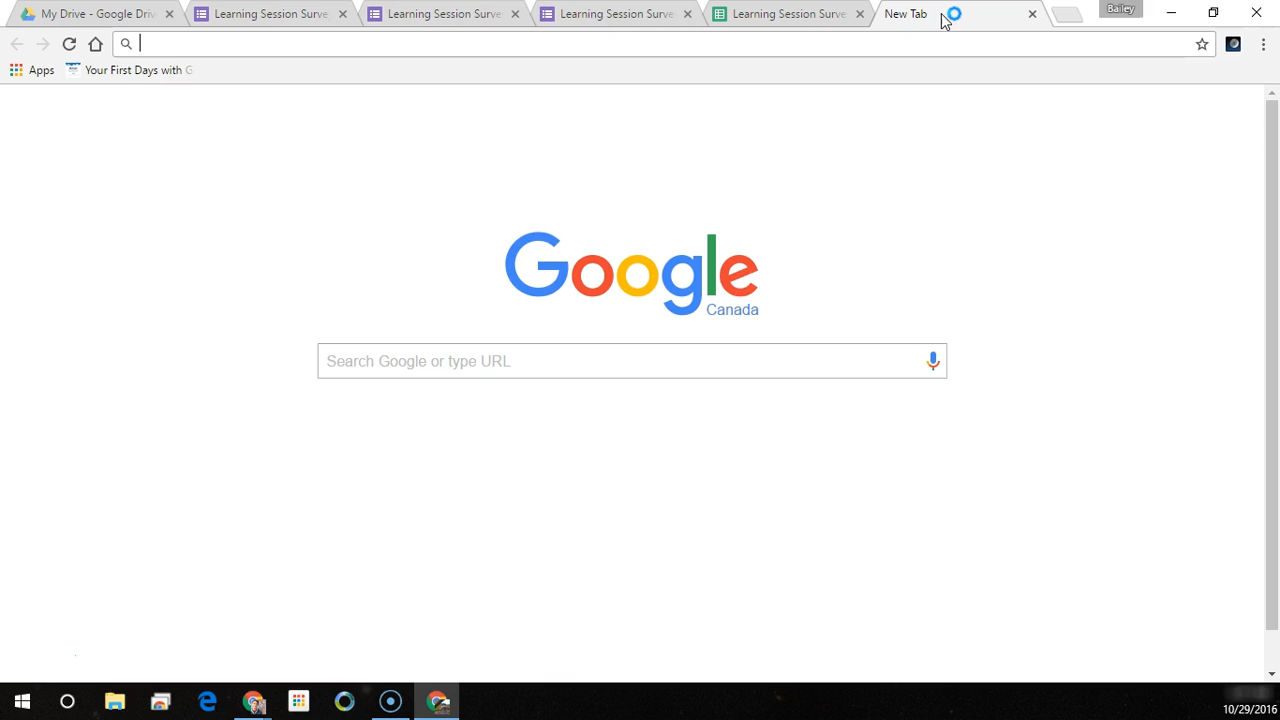 My Drive - Google Driv
Learning Session Surve
Learning Session Surve
Learning Session Surve
Learning Session Surve
New Tab
Bailey
Apps
Your First Days with G
Google
Canada
Search Google or type URL
10/29/2016